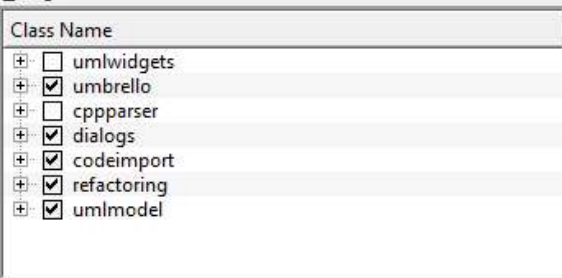 Class Name
umlwidgets
umbrello
cppparser
dialogs
codeimport
refactoring
umlmodel